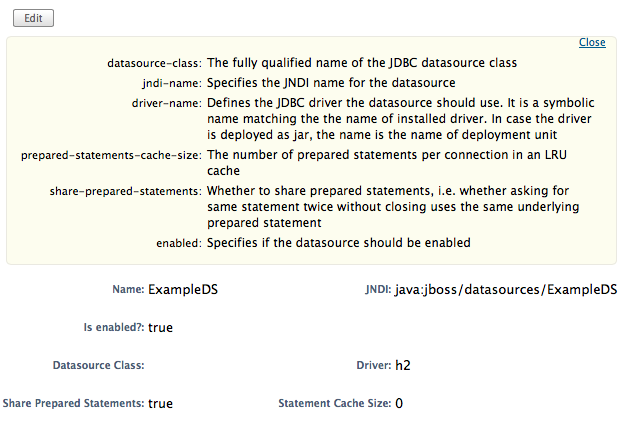 Edit
Close
datasource-class: The fully qualified name of the JDBC datasource class
jndi-name: Specifies the JNDI name for the datasource
driver-name: Defines the JDBC driver the datasource should use. It is a symbolic
name matching the the name of installed driver. In case the driver
is deployed as jar, the name is the name of deployment unit
prepared-statements-cache-size: The number of prepared statements per connection in an LRU
cache
share-prepared-statements: Whether to share prepared statements, i.e. whether asking for
same statement twice without closing uses the same underlying
prepared statement
enabled: Specifies if the datasource should be enabled
Name: ExampleDS JNDI: java:jboss/datasources/ExampleDS
Is enabled?: true
Datasource Class: Driver: h2
Share Prepared Statements: true Statement Cache Size: 0